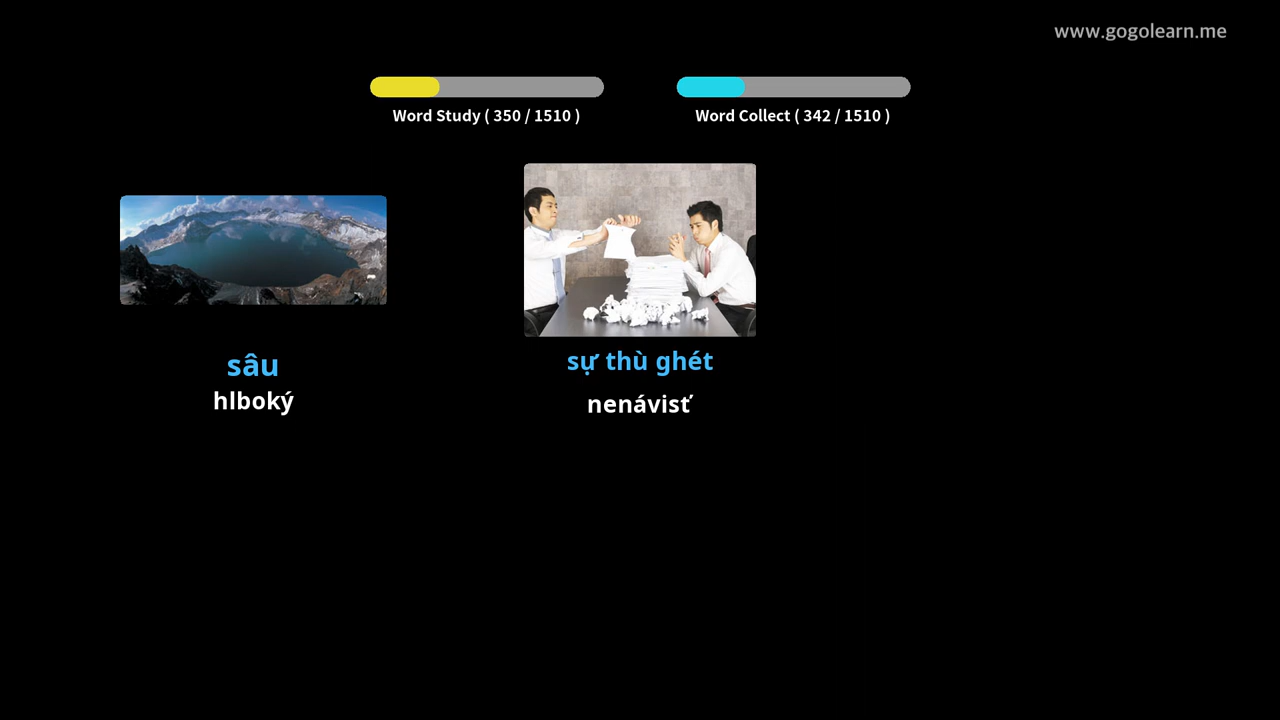 www.gogolearn.me
Word Study ( 350 / 1510 )
Word Collect ( 342 / 1510 )
sâu
hlboký
sự thù ghét
nenávisť